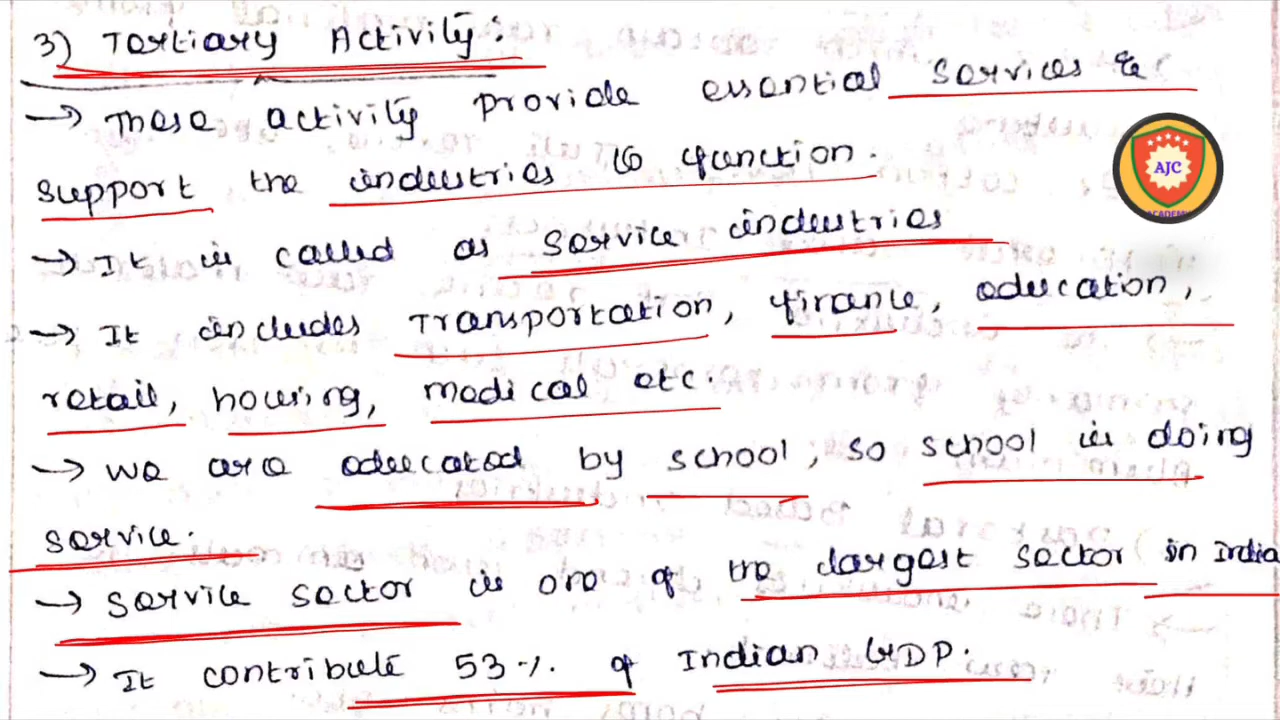 3) Tertiary Activity:
→ These activity provide essential services &
support the industries to function.
→ It is called as service industries
→ It includes Transportation, finance, education,
retail, housing, medical etc.
→ We are educated by school, so school is doing
service.
→ Service sector is one of the largest sector in India
→ It contribute 53%. of Indian GDP.
AJC
ACADEMY